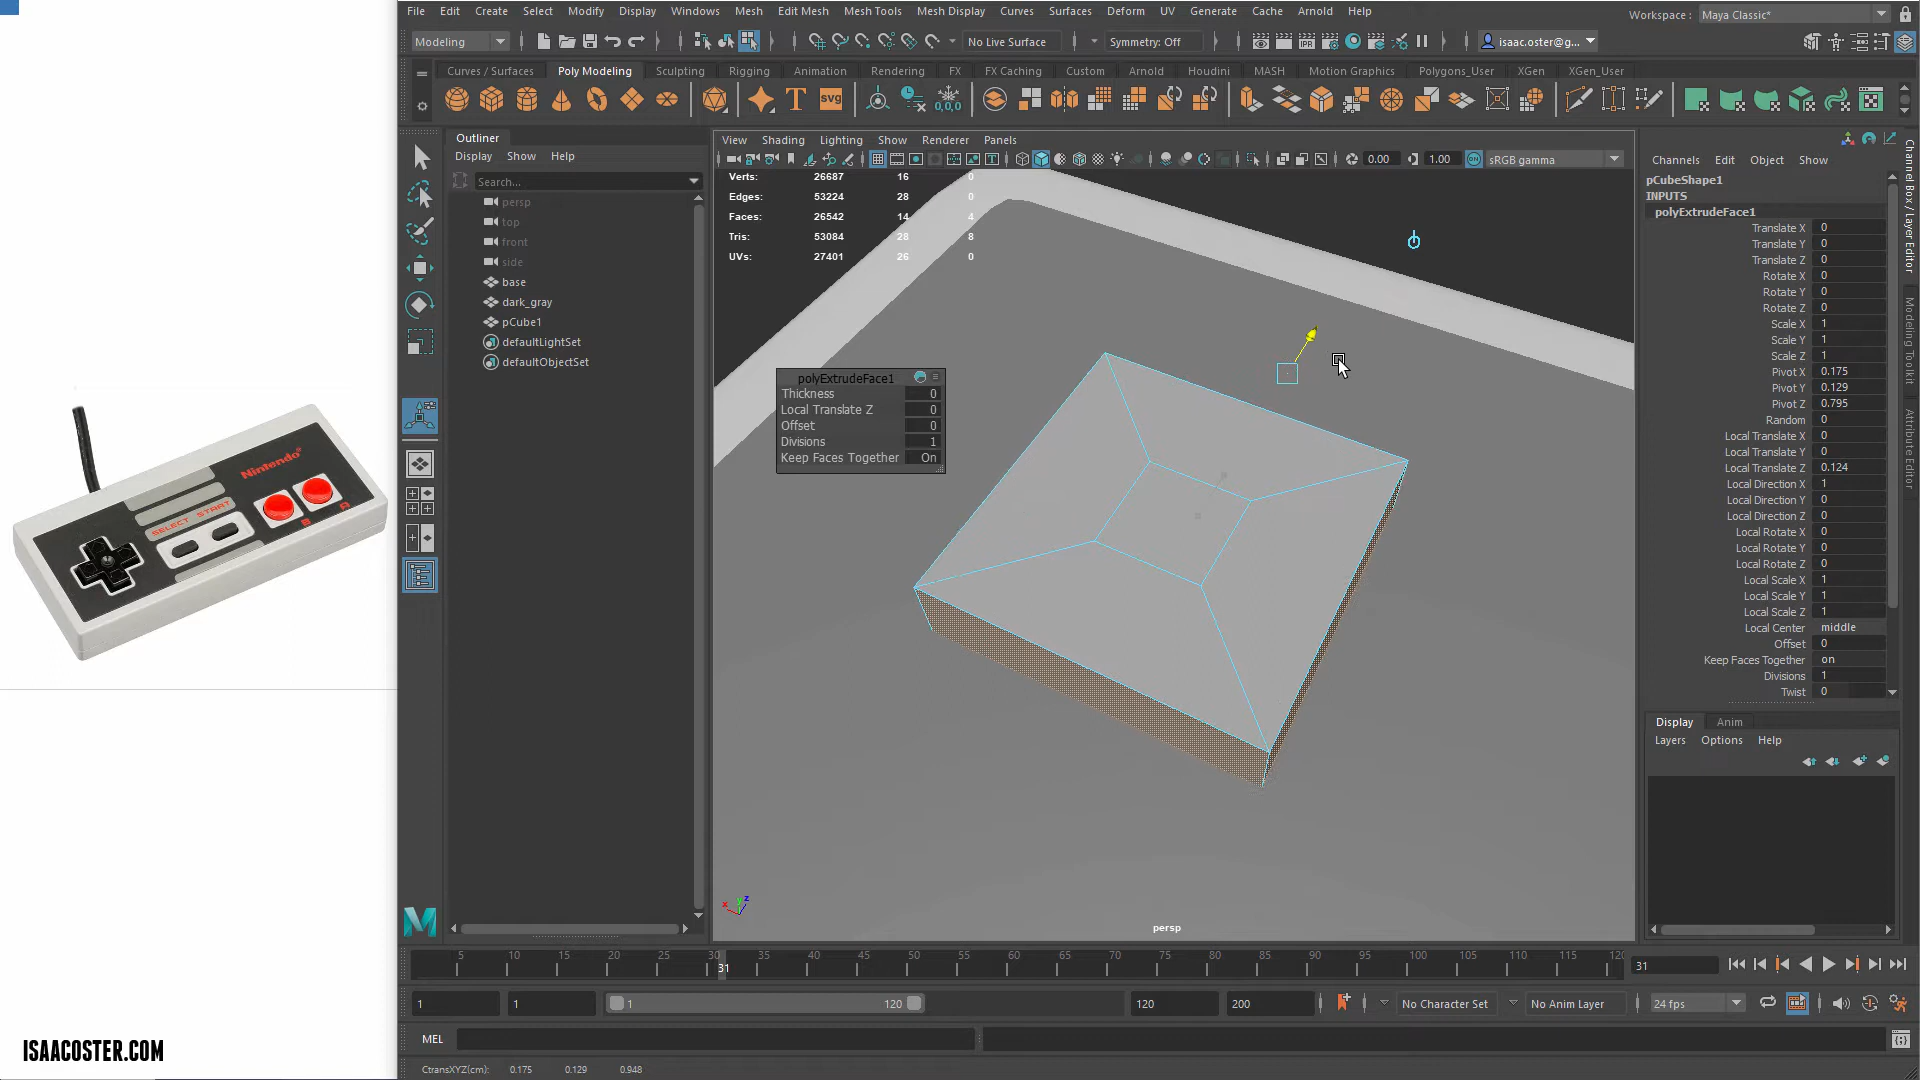 File Edit Create Select Modify Display Windows Mesh Edit Mesh Mesh Tools Mesh Display Curves Surfaces Deform UV Generate Cache Arnold Help
Workspace : Maya Classic*
Modeling No Live Surface Symmetry: Off isaac.oster@g...
Curves / Surfaces Poly Modeling Sculpting Rigging Animation Rendering FX FX Caching Custom Arnold Houdini MASH Motion Graphics Polygons_User XGen XGen_User
T SVG 0,0,0
Outliner
Display Show Help
Search...
persp
top
front
side
base
dark_gray
pCube1
defaultLightSet
defaultObjectSet
View Shading Lighting Show Renderer Panels
0.00 1.00 sRGB gamma
Verts: 26687 16 0
Edges: 53224 28 0
Faces: 26542 14 4
Tris: 53084 28 8
UVs: 27401 26 0
polyExtrudeFace1
Thickness 0
Local Translate Z 0
Offset 0
Divisions 1
Keep Faces Together On
x y z
persp
Channels Edit Object Show
pCubeShape1
INPUTS
polyExtrudeFace1
Translate X 0
Translate Y 0
Translate Z 0
Rotate X 0
Rotate Y 0
Rotate Z 0
Scale X 1
Scale Y 1
Scale Z 1
Pivot X 0.175
Pivot Y 0.129
Pivot Z 0.795
Random 0
Local Translate X 0
Local Translate Y 0
Local Translate Z 0.124
Local Direction X 1
Local Direction Y 0
Local Direction Z 0
Local Rotate X 0
Local Rotate Y 0
Local Rotate Z 0
Local Scale X 1
Local Scale Y 1
Local Scale Z 1
Local Center middle
Offset 0
Keep Faces Together on
Divisions 1
Twist 0
Display Anim
Layers Options Help
Channel Box / Layer Editor
Modeling Toolkit
Attribute Editor
Nintendo
SELECT START
B A
5 10 15 20 25 30 35 40 45 50 55 60 65 70 75 80 85 90 95 100 105 110 115 120
31
31
1 1 1 120 120 200 No Character Set No Anim Layer 24 fps
MEL
CtransXYZ(cm): 0.175 0.129 0.948
ISAACOSTER.COM